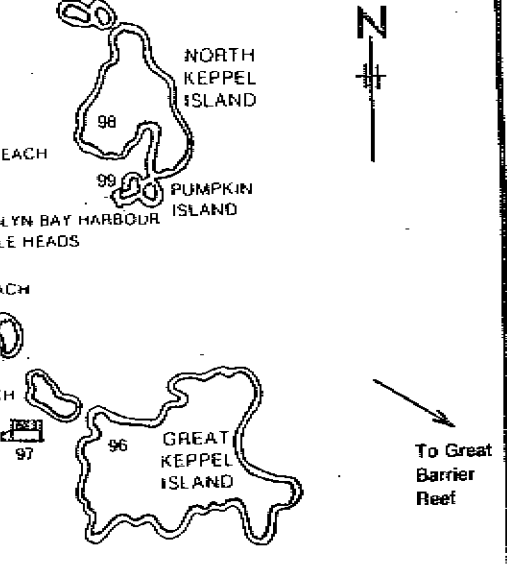 N
NORTH
KEPPEL
ISLAND
98
EACH
99
PUMPKIN
ISLAND
LYN BAY HARBOUR
LE HEADS
ACH
CH
97
96
GREAT
KEPPEL
ISLAND
To Great
Barrier
Reef